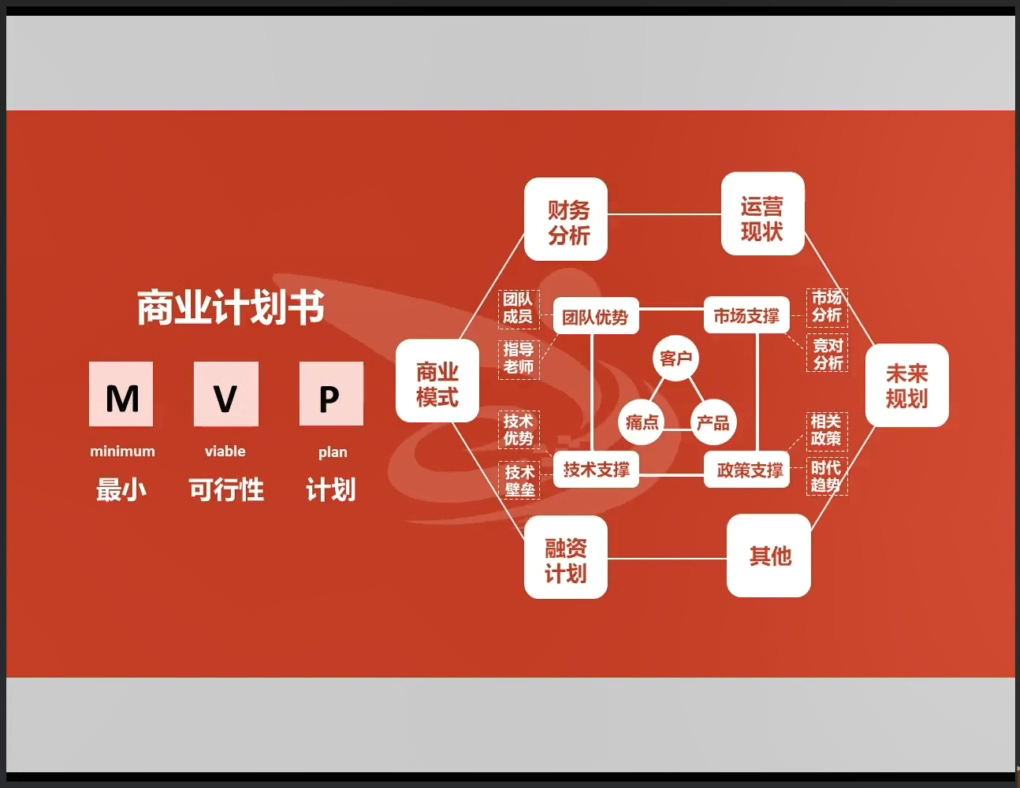 商业计划书
M V P
minimum viable plan
最小 可行性 计划
财务
分析
运营
现状
商业
模式
未来
规划
融资
计划
其他
团队优势
市场支撑
技术支撑
政策支撑
团队
成员
指导
老师
技术
优势
技术
壁垒
市场
分析
竞对
分析
相关
政策
时代
趋势
客户
痛点
产品